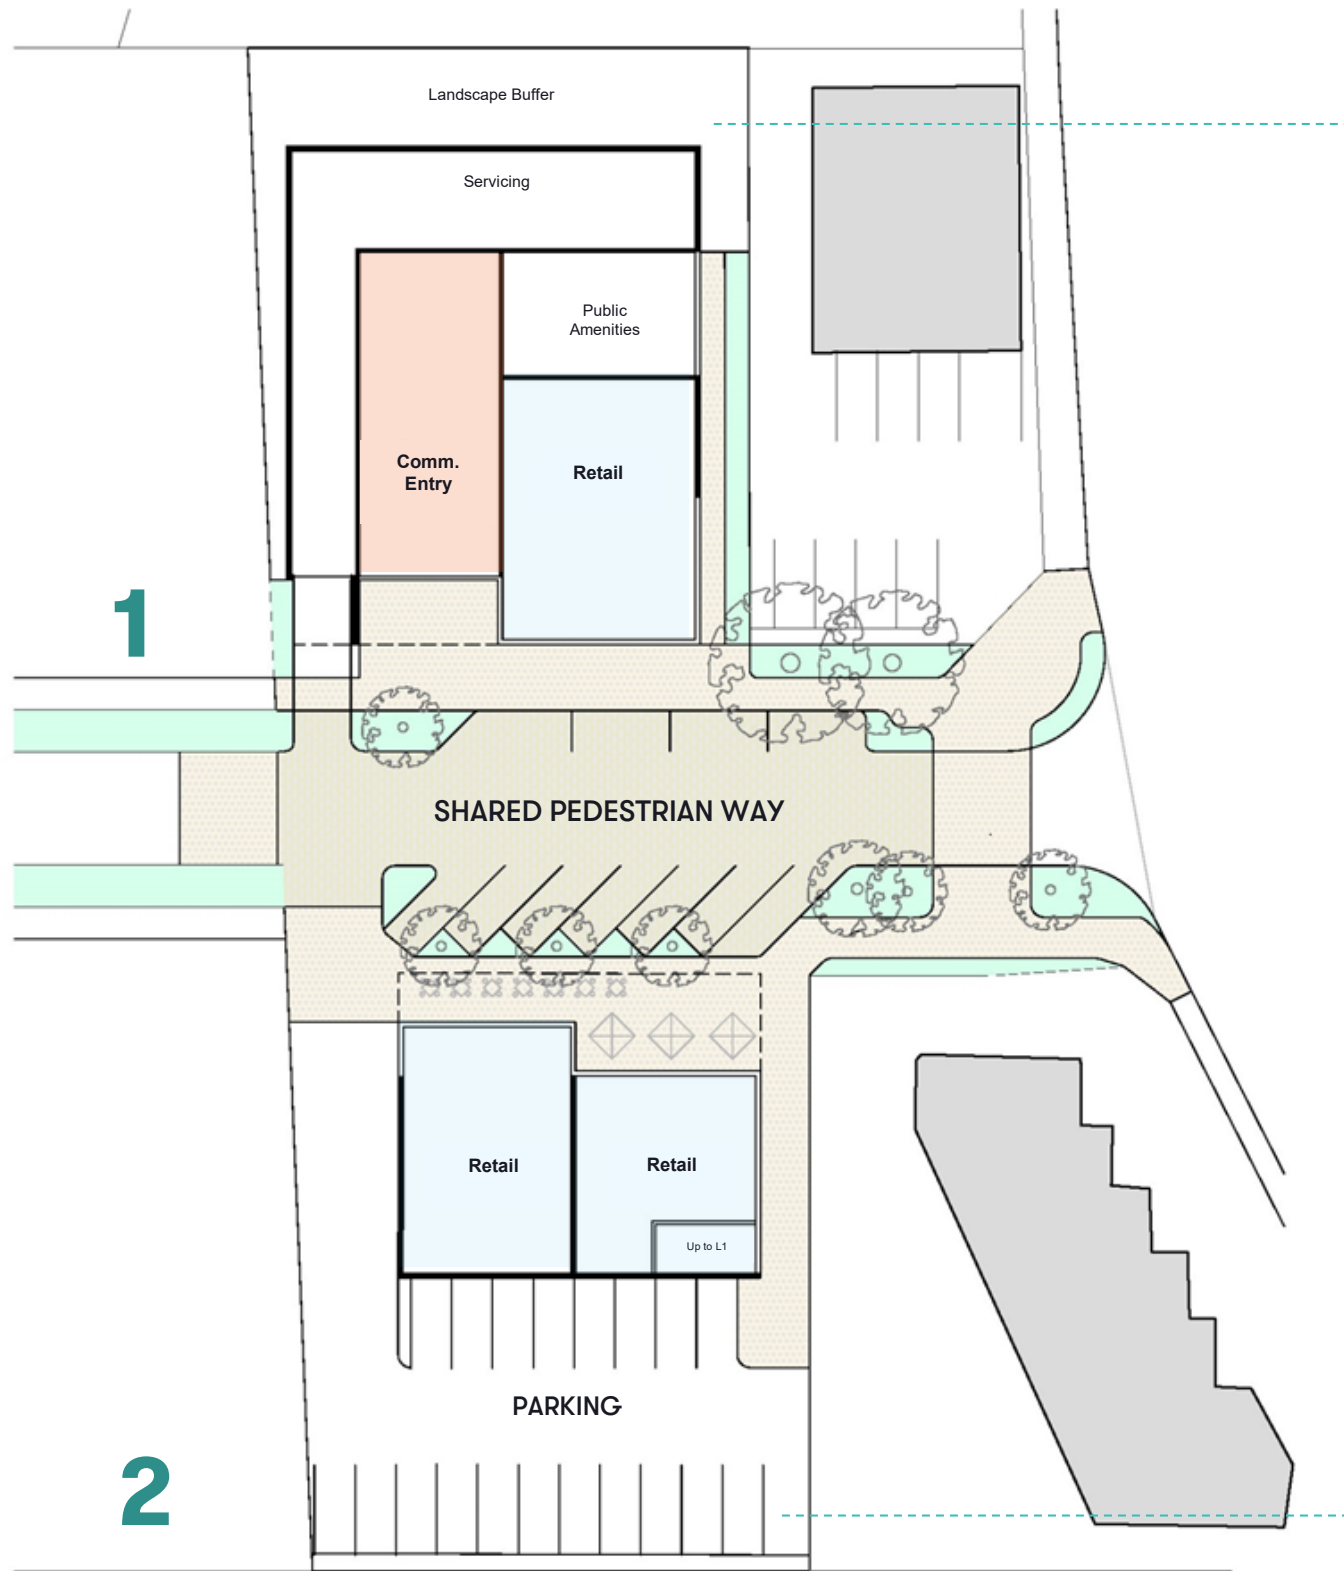 Landscape Buffer
Servicing
Public
Amenities
Comm.
Entry
Retail
1
SHARED PEDESTRIAN WAY
Retail
Retail
Up to L1
PARKING
2